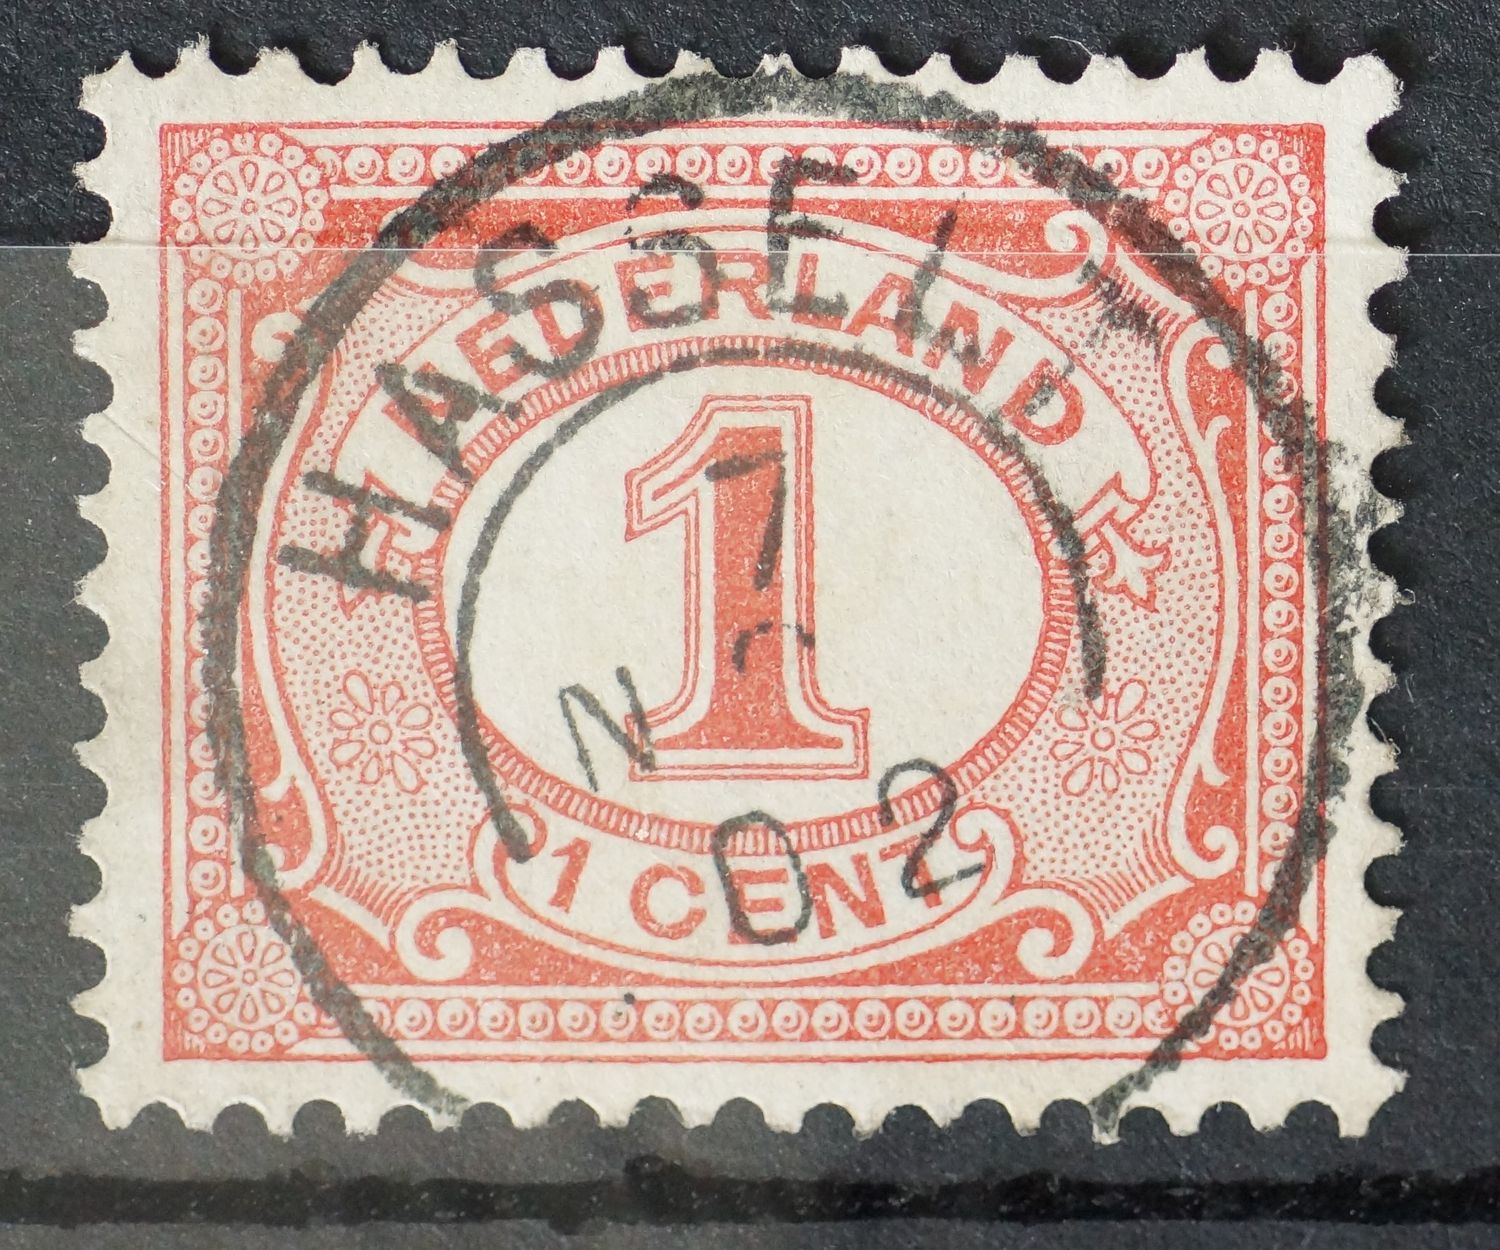 NEDERLAND
1
1 CENT
HASSELT
7
N
02